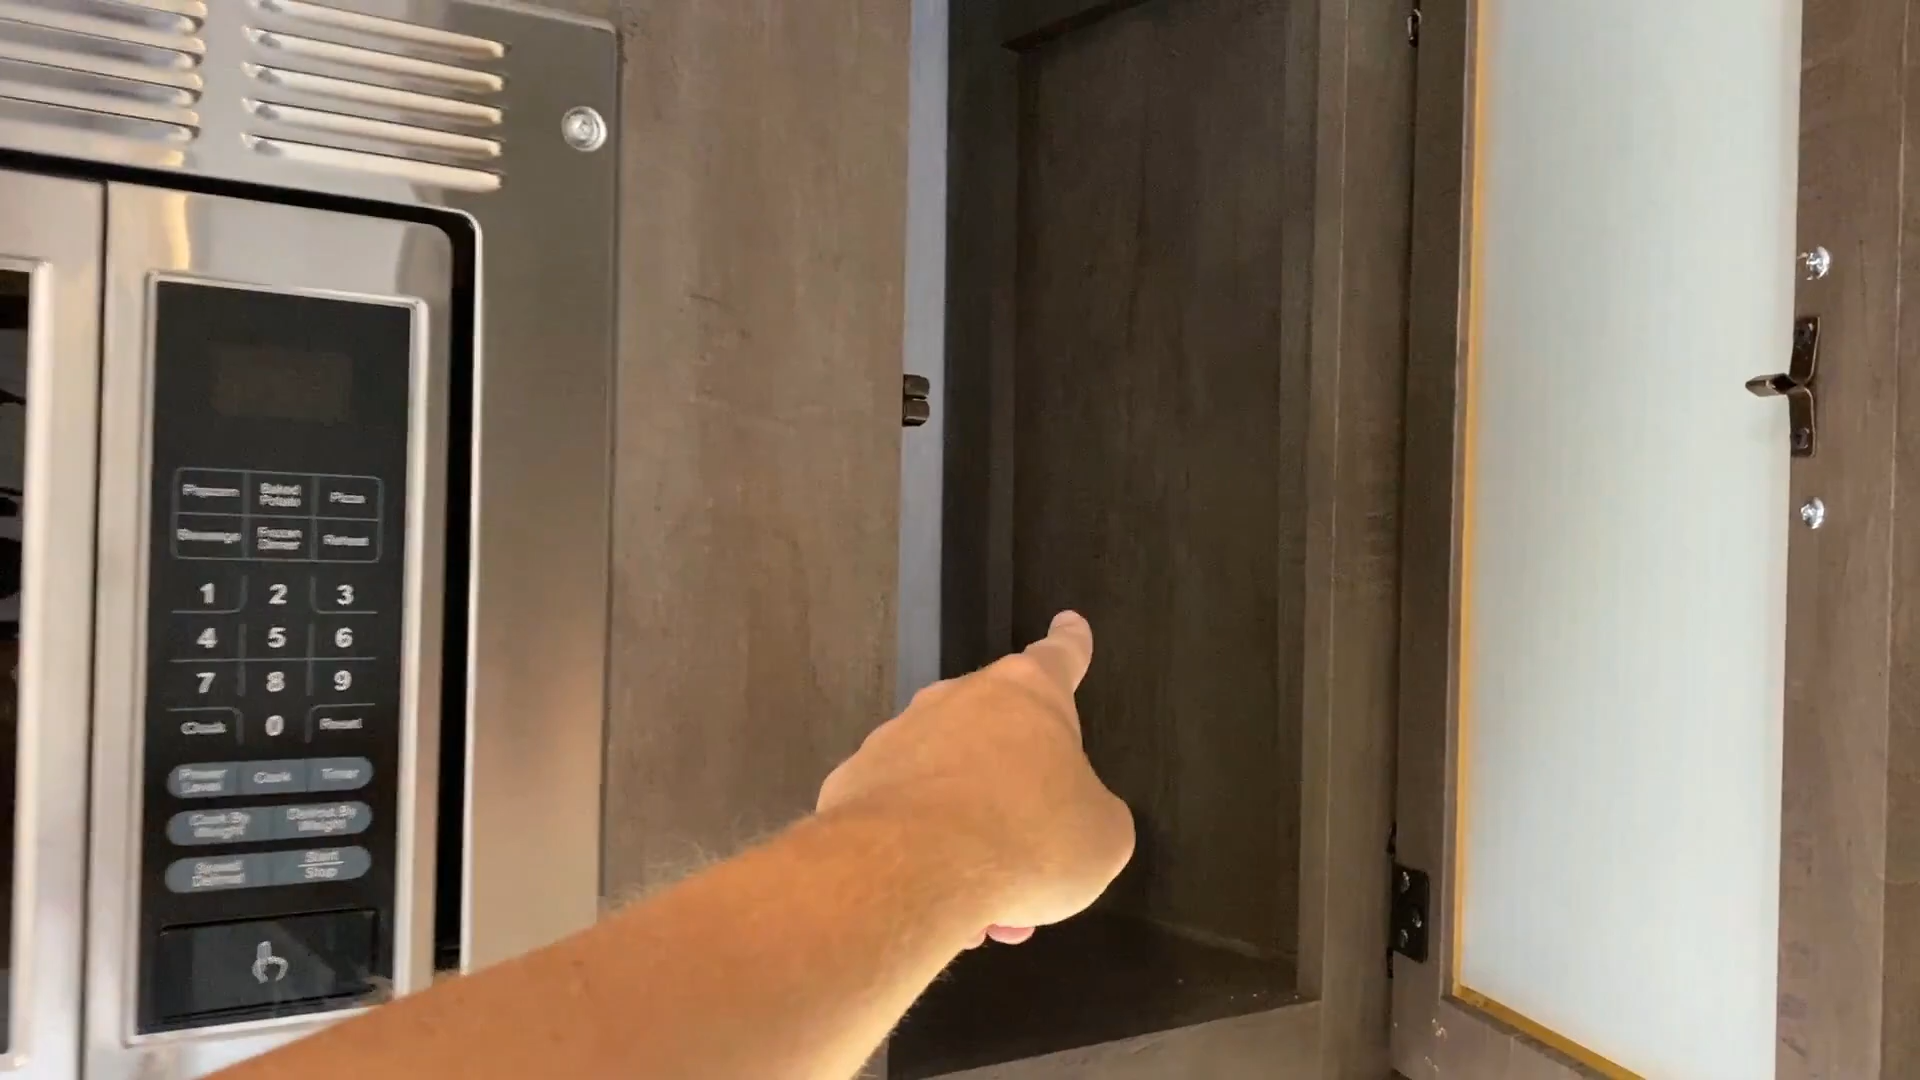 Popcorn Baked Potato Pizza
Beverage Frozen Dinner Reheat
1 2 3
4 5 6
7 8 9
Clock 0 Reset
Power Level Cook Timer
Cook By Weight Defrost By Weight
Speed Defrost Start Stop